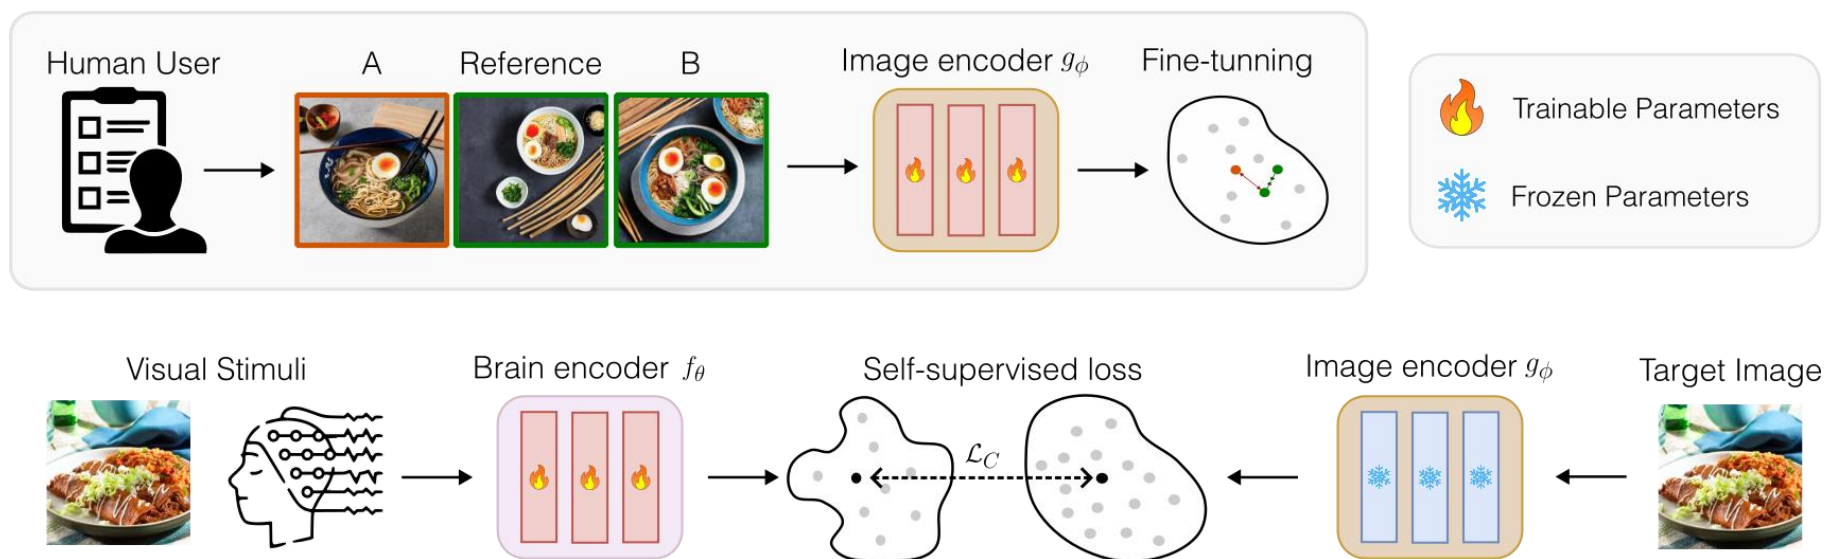 Human User
A
Reference
B
Image encoder gϕ
Fine-tunning
Trainable Parameters
Frozen Parameters
Visual Stimuli
Brain encoder fθ
Self-supervised loss
Image encoder gϕ
Target Image
ℒC